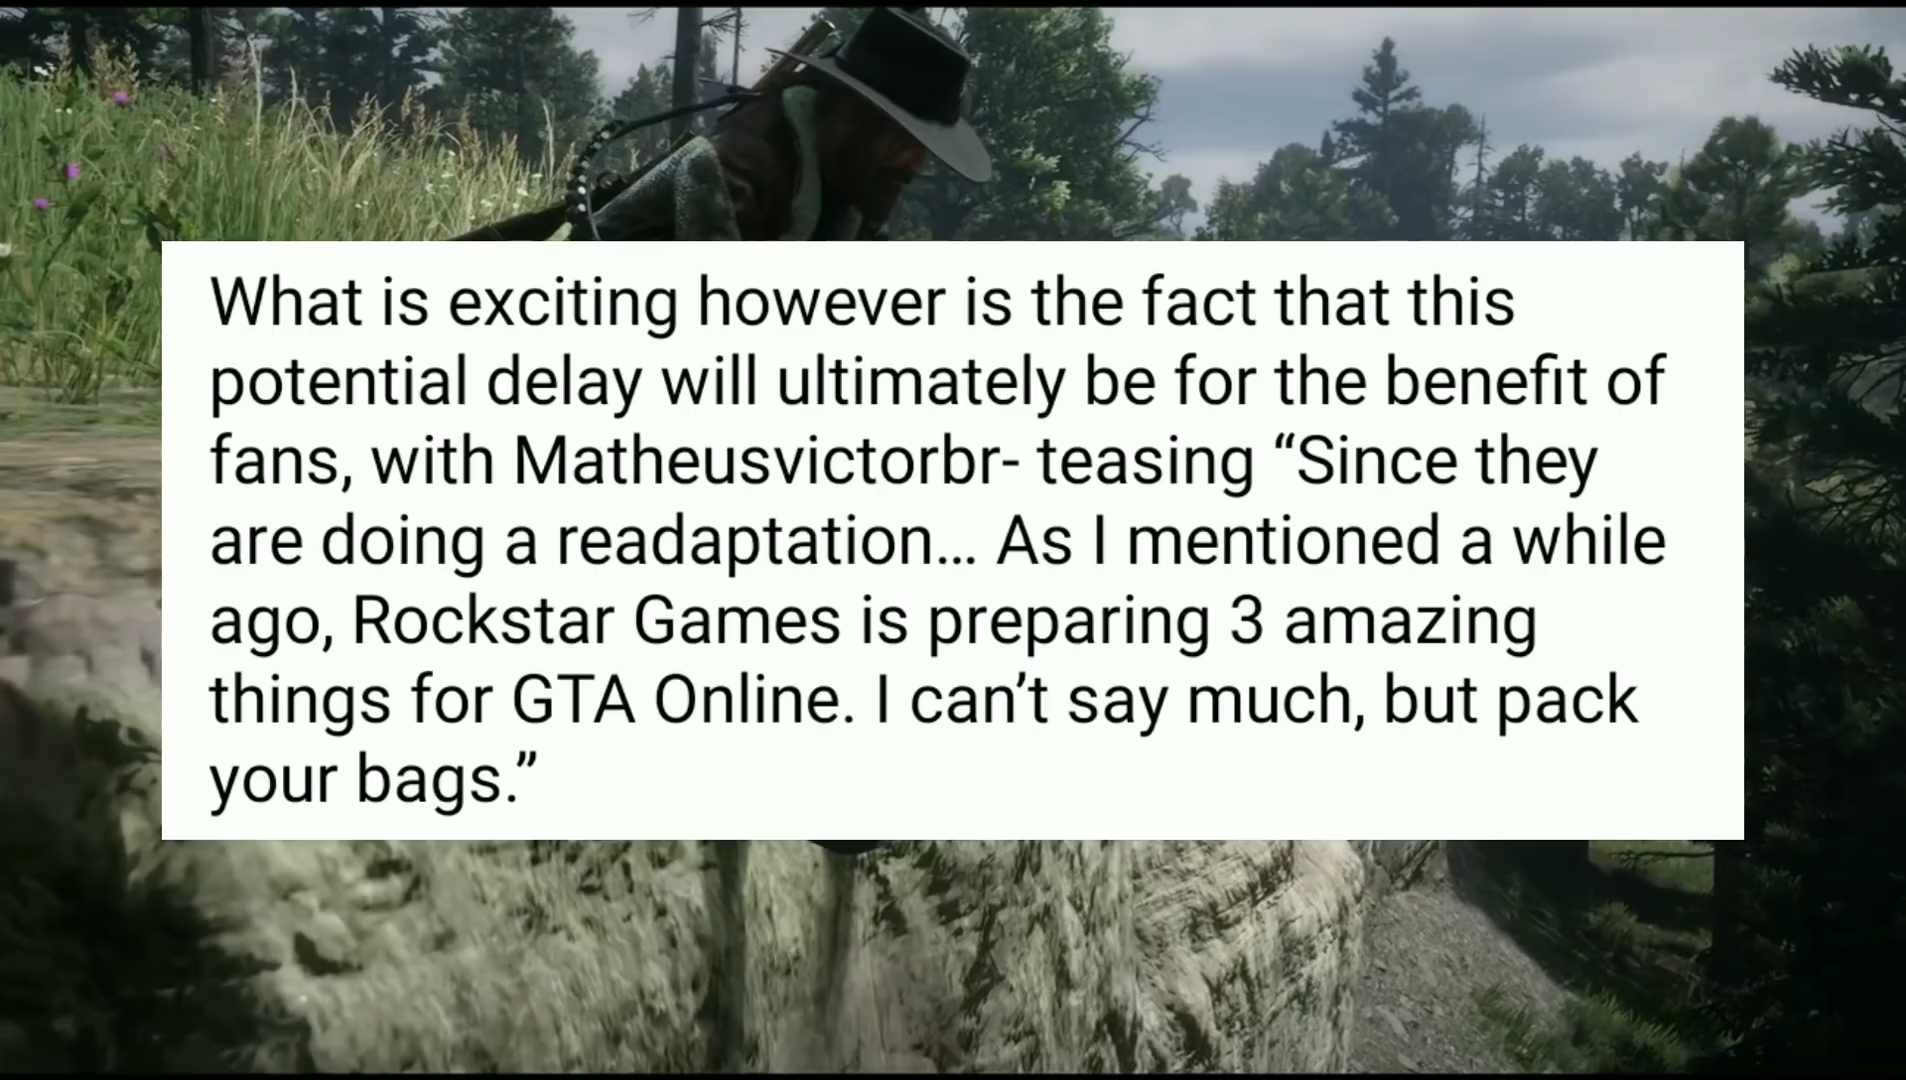 What is exciting however is the fact that this
potential delay will ultimately be for the benefit of
fans, with Matheusvictorbr- teasing “Since they
are doing a readaptation… As I mentioned a while
ago, Rockstar Games is preparing 3 amazing
things for GTA Online. I can’t say much, but pack
your bags.”